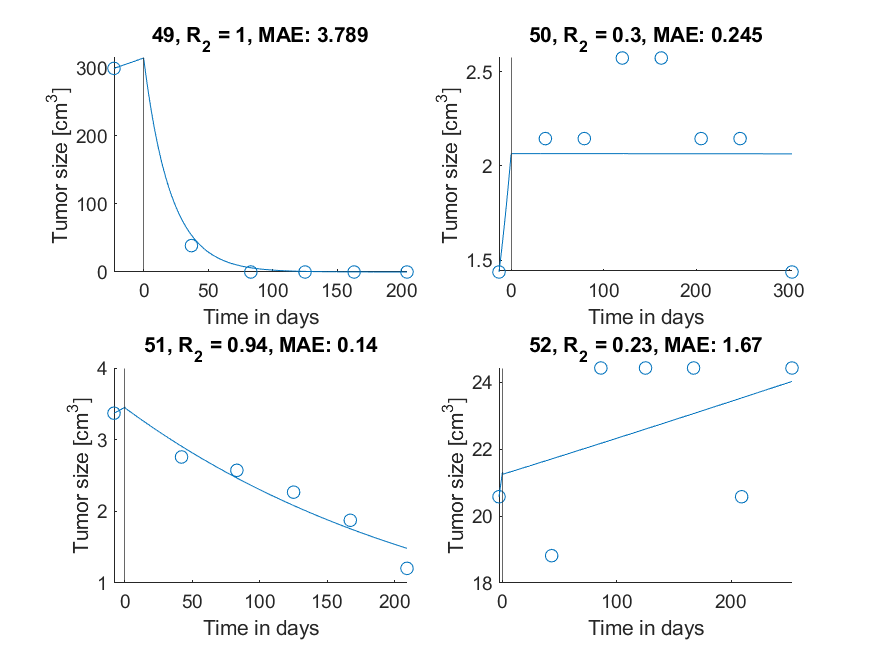 49, R2 = 1, MAE: 3.789
300
200
100
0
Tumor size [cm3]
0 50 100 150 200
Time in days
50, R2 = 0.3, MAE: 0.245
2.5
2
1.5
Tumor size [cm3]
0 100 200 300
Time in days
51, R2 = 0.94, MAE: 0.14
4
3
2
1
Tumor size [cm3]
0 50 100 150 200
Time in days
52, R2 = 0.23, MAE: 1.67
24
22
20
18
Tumor size [cm3]
0 100 200
Time in days